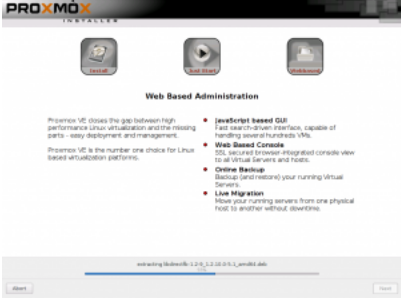 PROXMOX
INSTALLER
Install
Just Start
Web Based Administration
Proxmox VE closes the gap between high
performance Linux virtualization and the missing
parts - easy deployment and management.
Proxmox VE is the number one choice for Linux
based virtualization platforms.
JavaScript based GUI
Fast search-driven interface, capable of
handling several hundreds VMs.
Web Based Console
SSL secured browser-integrated console view
to all Virtual Servers and hosts.
Online Backup
Backup (and restore) your running Virtual
Servers.
Live Migration
Move your running servers from one physical
host to another without downtime.
extracting
Abort
Next